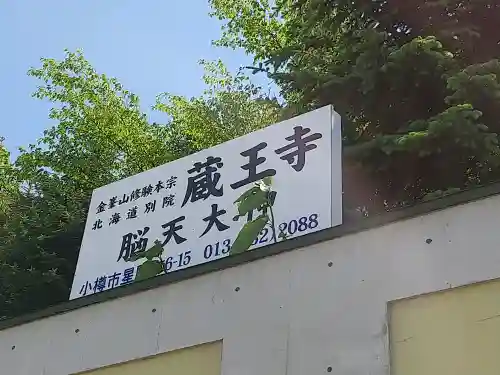 金峯山修験本宗
北海道別院
蔵王寺
脳天大
小樽市星 6-15 013 2088